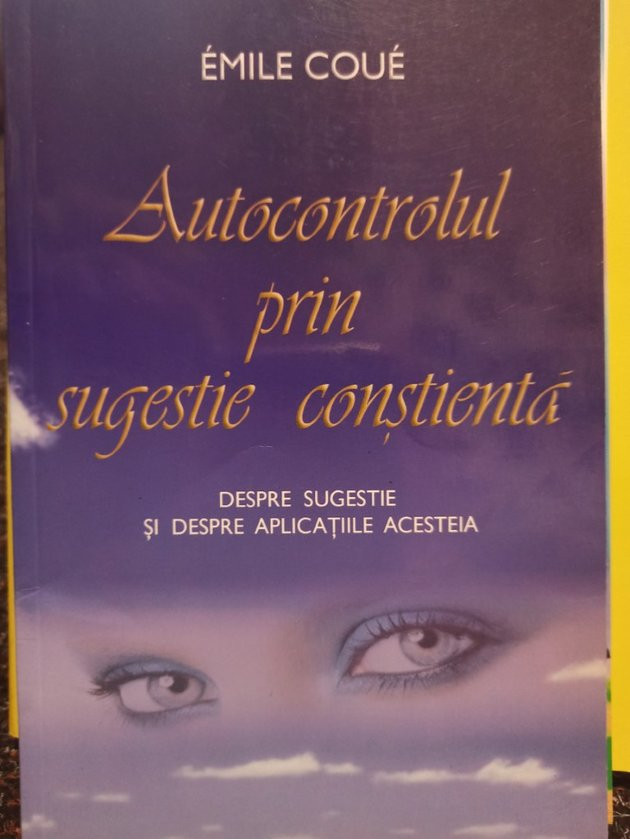 ÉMILE COUÉ
Autocontrolul
prin
sugestie conștientă
DESPRE SUGESTIE
ȘI DESPRE APLICAȚIILE ACESTEIA